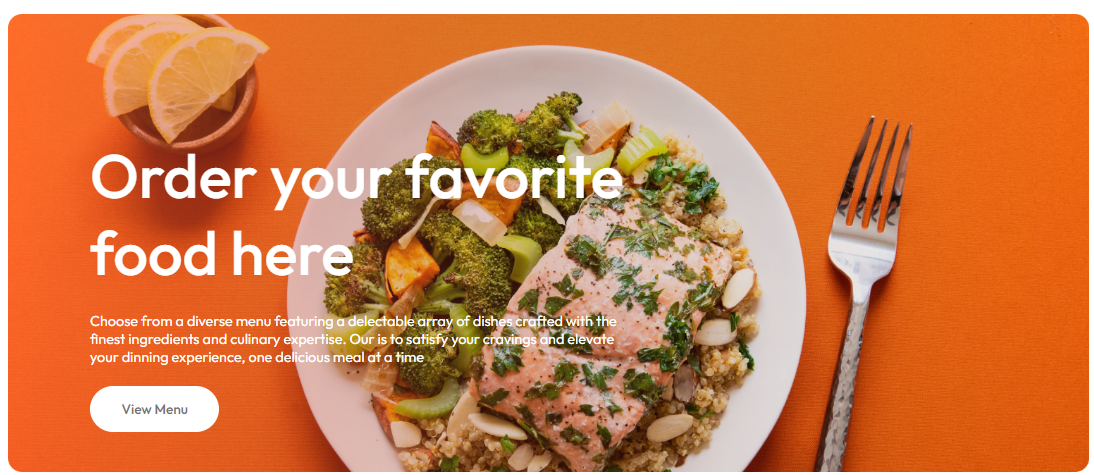 Order your favorite
food here
Choose from a diverse menu featuring a delectable array of dishes crafted with the
finest ingredients and culinary expertise. Our is to satisfy your cravings and elevate
your dinning experience, one delicious meal at a time
View Menu